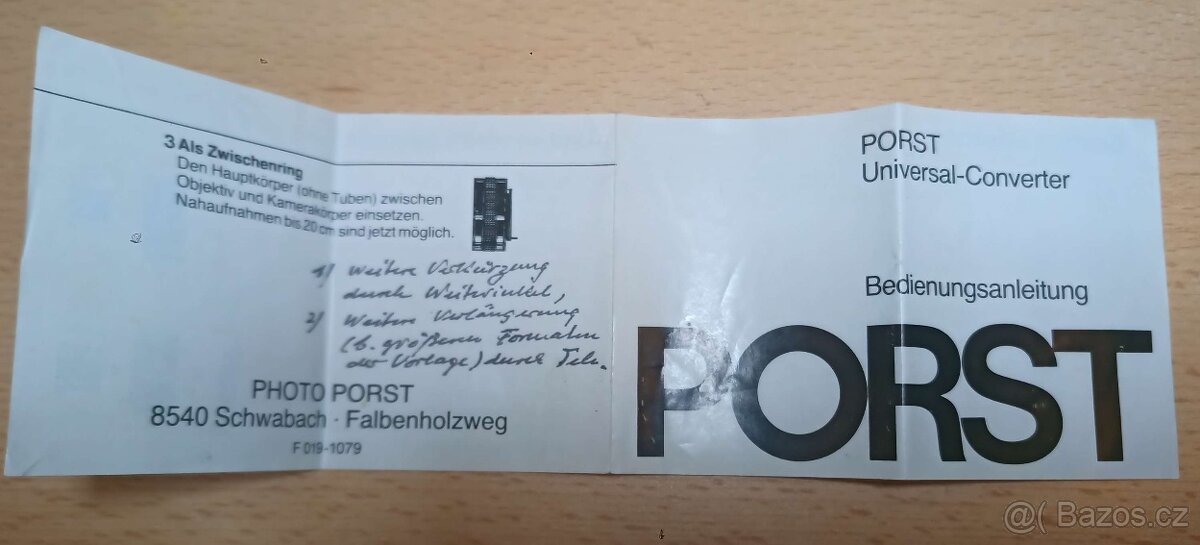 3 Als Zwischenring
Den Hauptkörper (ohne Tuben) zwischen
Objektiv und Kamerakörper einsetzen.
Nahaufnahmen bis 20 cm sind jetzt möglich.
1) Weitere Verkürzung
durch Weitwinkel,
2) Weitere Verlängerung
(b. größeren Formaten
der Vorlage) durch Tele.
PHOTO PORST
8540 Schwabach · Falbenholzweg
F 019-1079
PORST
Universal-Converter
Bedienungsanleitung
PORST
@( Bazos.cz